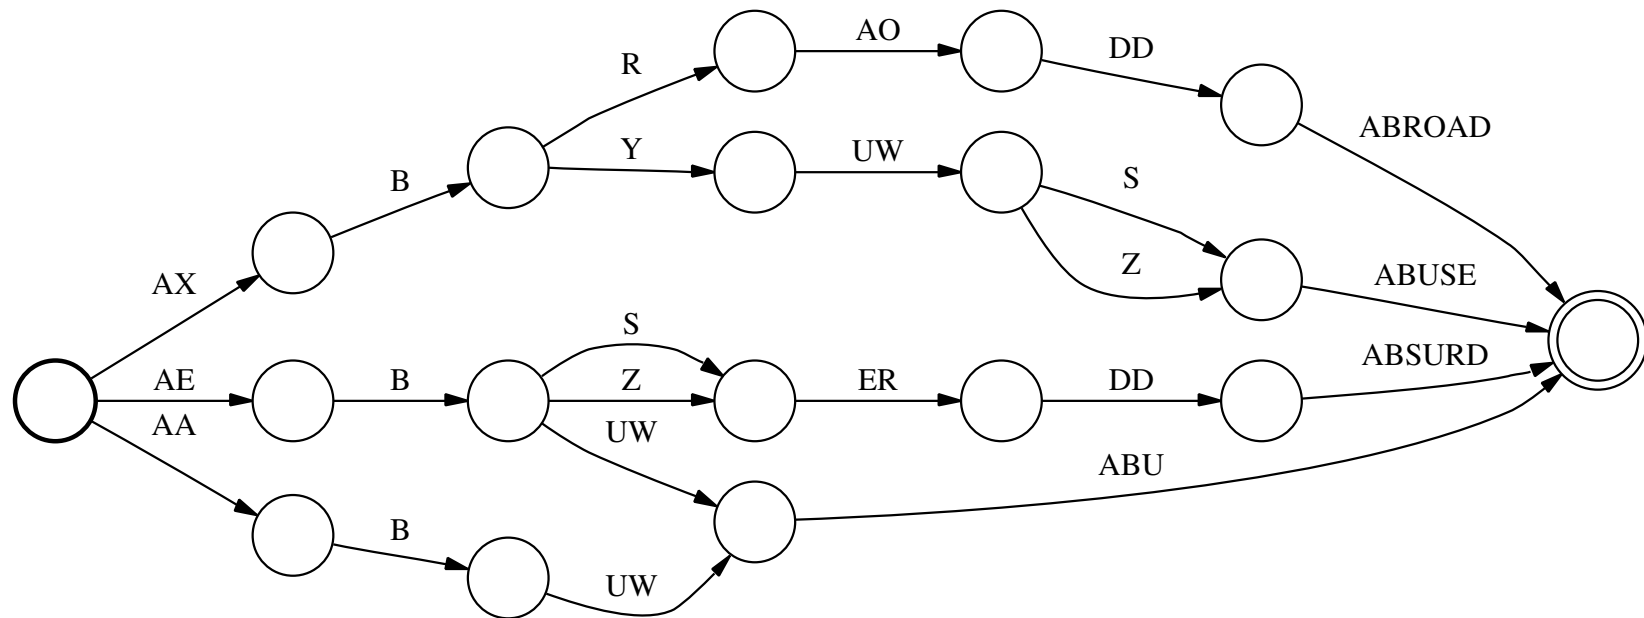 R
AO
DD
ABROAD
Y
UW
S
B
Z
ABUSE
AX
S
ABSURD
AE
B
Z
ER
DD
AA
UW
ABU
B
UW